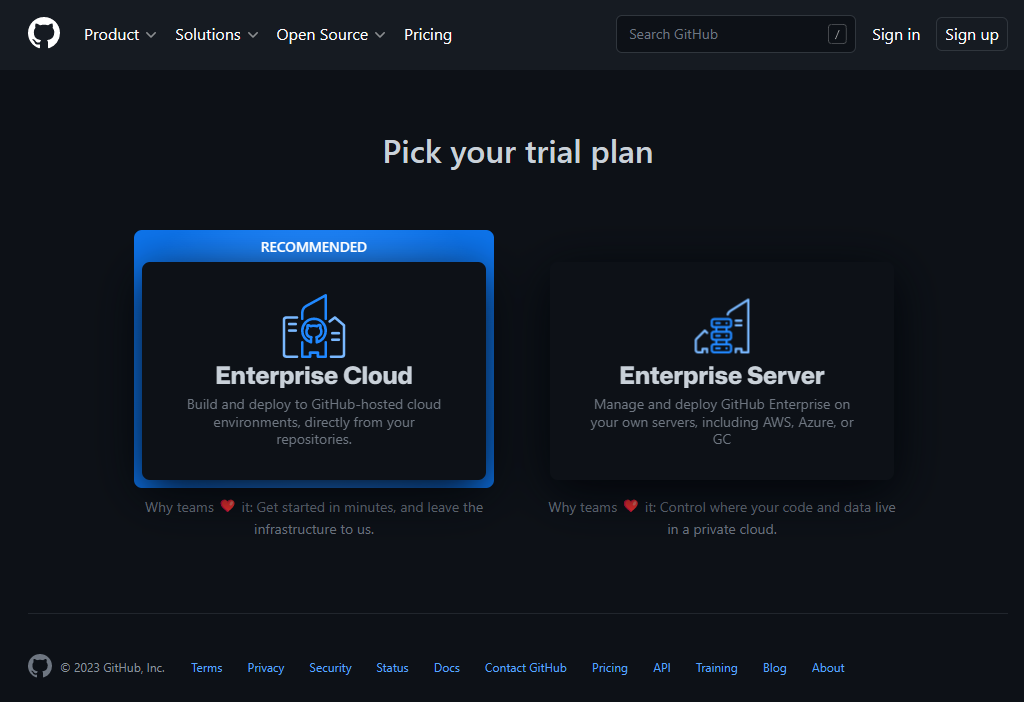 Product Solutions Open Source Pricing Search GitHub / Sign in Sign up
Pick your trial plan
RECOMMENDED
Enterprise Cloud
Build and deploy to GitHub-hosted cloud
environments, directly from your
repositories.
Why teams ❤️ it: Get started in minutes, and leave the
infrastructure to us.
Enterprise Server
Manage and deploy GitHub Enterprise on
your own servers, including AWS, Azure, or
GC
Why teams ❤️ it: Control where your code and data live
in a private cloud.
© 2023 GitHub, Inc. Terms Privacy Security Status Docs Contact GitHub Pricing API Training Blog About